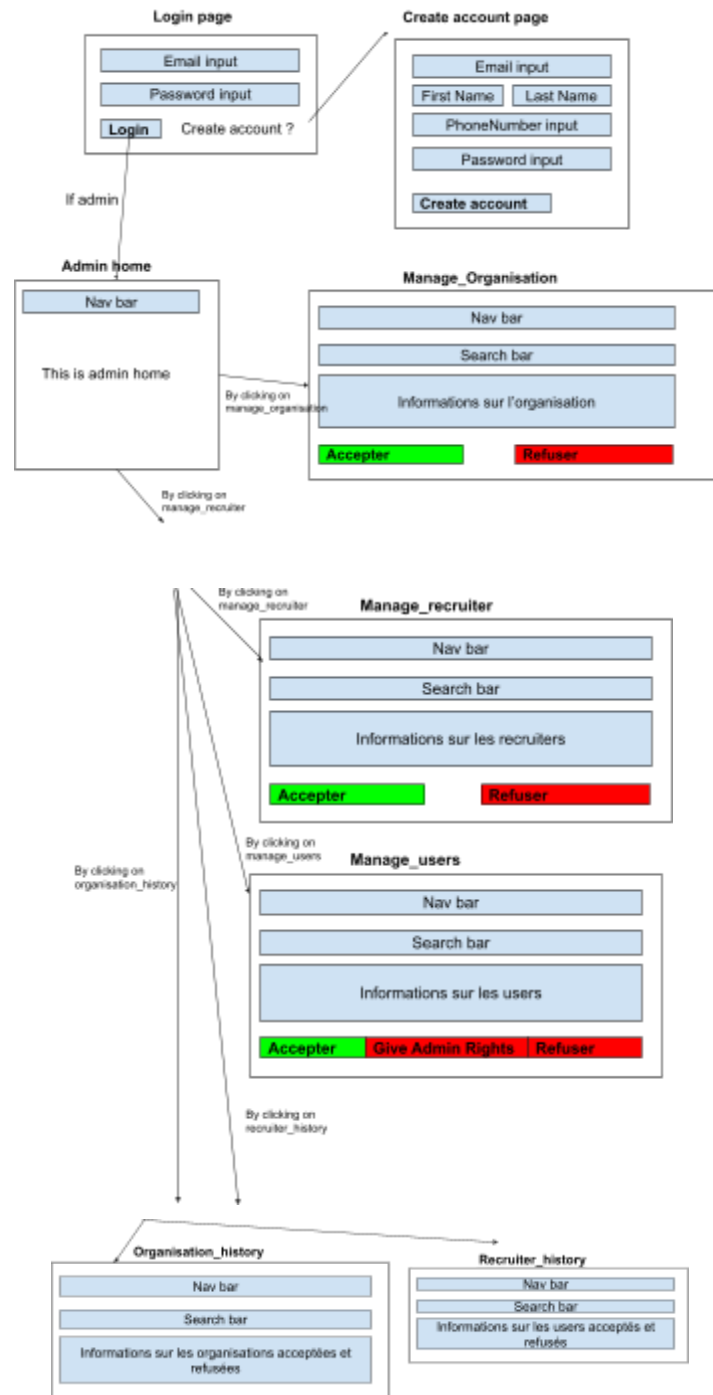 Login page
Create account page
Email input
Password input
Login
Create account ?
Email input
First Name
Last Name
PhoneNumber input
Password input
Create account
If admin
Admin home
Nav bar
This is admin home
Manage_Organisation
Nav bar
Search bar
Informations sur l'organisation
Accepter
Refuser
By clicking on
manage_organisation
By clicking on
manage_recruiter
By clicking on
manage_recruiter
Manage_recruiter
Nav bar
Search bar
Informations sur les recruiters
Accepter
Refuser
By clicking on
manage_users
Manage_users
By clicking on
organisation_history
Nav bar
Search bar
Informations sur les users
Accepter
Give Admin Rights
Refuser
By clicking on
recruiter_history
Organisation_history
Nav bar
Search bar
Informations sur les organisations acceptées et
refusées
Recruiter_history
Nav bar
Search bar
Informations sur les users acceptés et
refusés